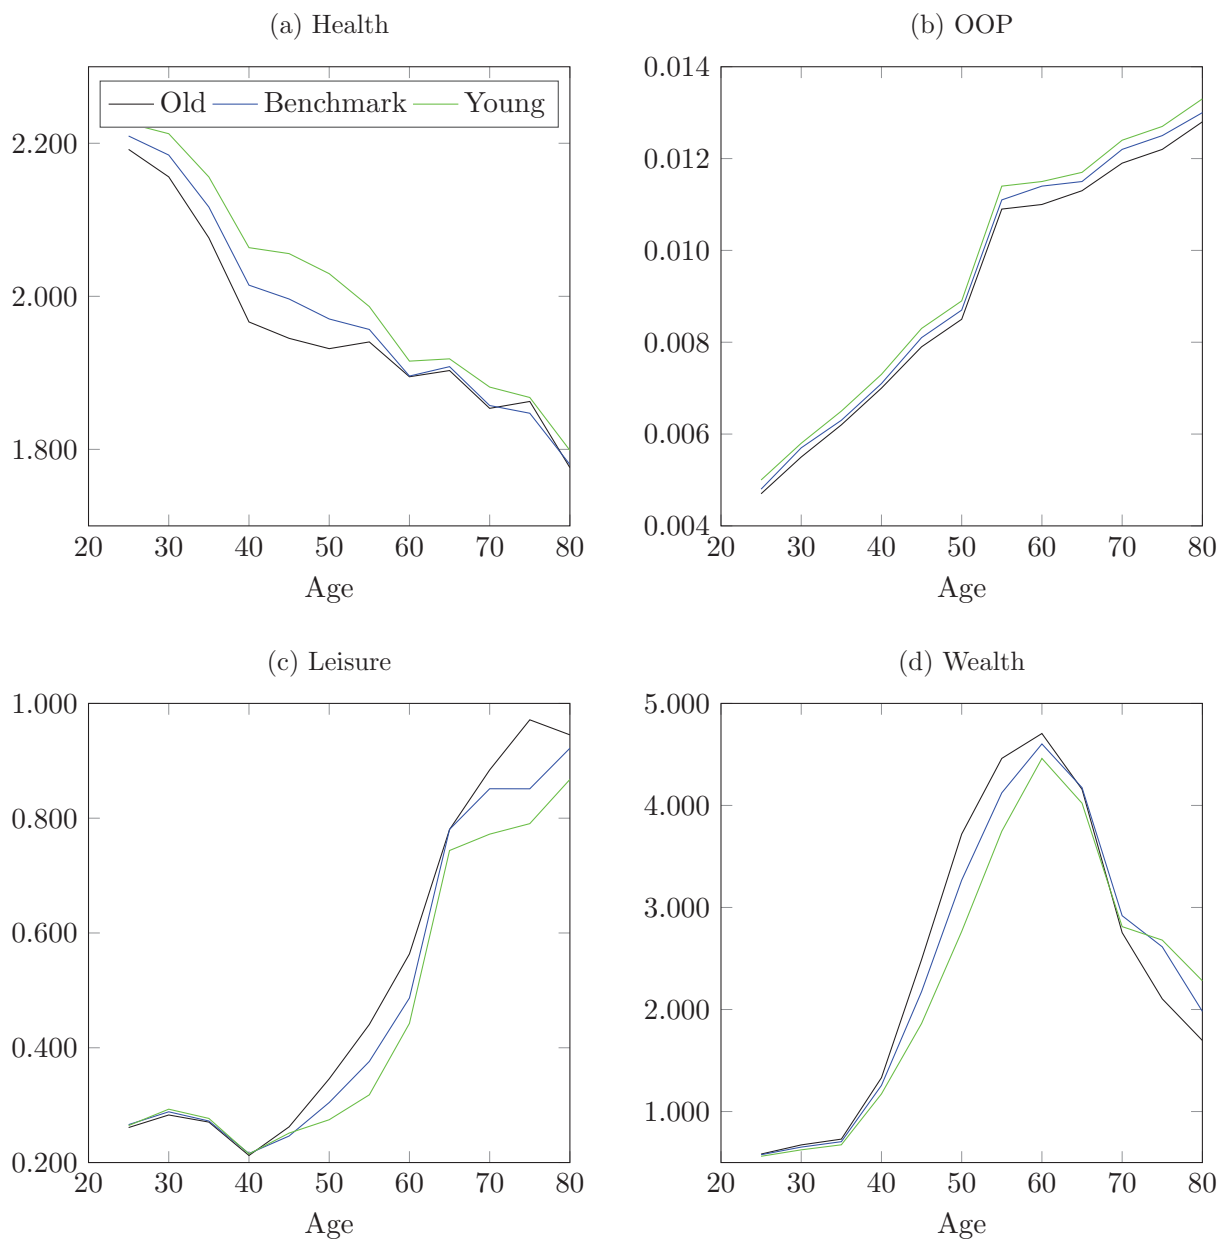 (a) Health
Old Benchmark Young
2.200
2.000
1.800
20 30 40 50 60 70 80
Age
(b) OOP
0.014
0.012
0.010
0.008
0.006
0.004
20 30 40 50 60 70 80
Age
(c) Leisure
1.000
0.800
0.600
0.400
0.200
20 30 40 50 60 70 80
Age
(d) Wealth
5.000
4.000
3.000
2.000
1.000
20 30 40 50 60 70 80
Age